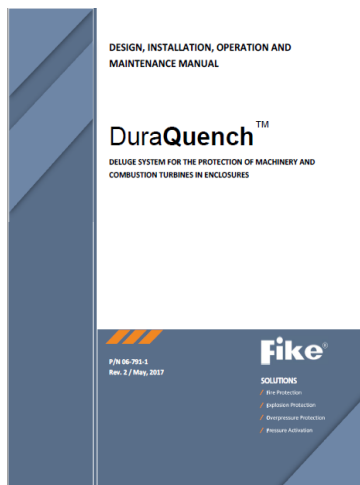 DESIGN, INSTALLATION, OPERATION AND
MAINTENANCE MANUAL
DuraQuench™
DELUGE SYSTEM FOR THE PROTECTION OF MACHINERY AND
COMBUSTION TURBINES IN ENCLOSURES
P/N 06-791-1
Rev. 2 / May, 2017
Fike®
SOLUTIONS
/ Fire Protection
/ Explosion Protection
/ Overpressure Protection
/ Pressure Activation